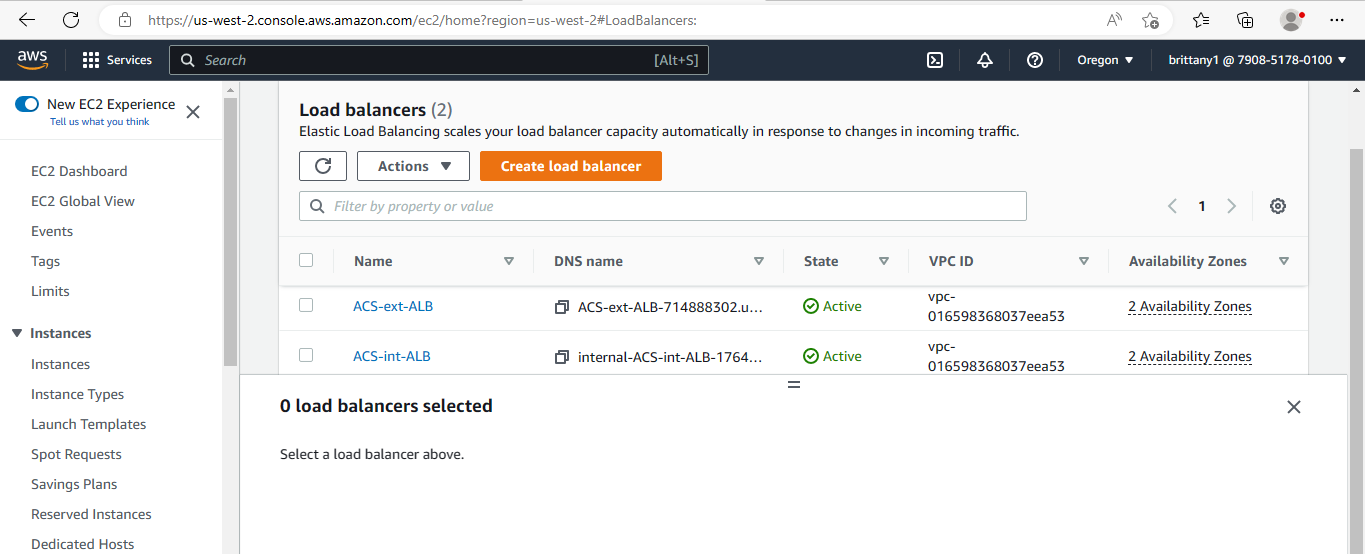 https://us-west-2.console.aws.amazon.com/ec2/home?region=us-west-2#LoadBalancers:
aws Services Search [Alt+S] Oregon brittany1 @ 7908-5178-0100
New EC2 Experience
Tell us what you think
EC2 Dashboard
EC2 Global View
Events
Tags
Limits
Instances
Instances
Instance Types
Launch Templates
Spot Requests
Savings Plans
Reserved Instances
Dedicated Hosts
Load balancers (2)
Elastic Load Balancing scales your load balancer capacity automatically in response to changes in incoming traffic.
Actions Create load balancer
Filter by property or value 1
Name DNS name State VPC ID Availability Zones
ACS-ext-ALB ACS-ext-ALB-714888302.u... Active vpc-016598368037eea53 2 Availability Zones
ACS-int-ALB internal-ACS-int-ALB-1764... Active vpc-016598368037eea53 2 Availability Zones
0 load balancers selected
Select a load balancer above.